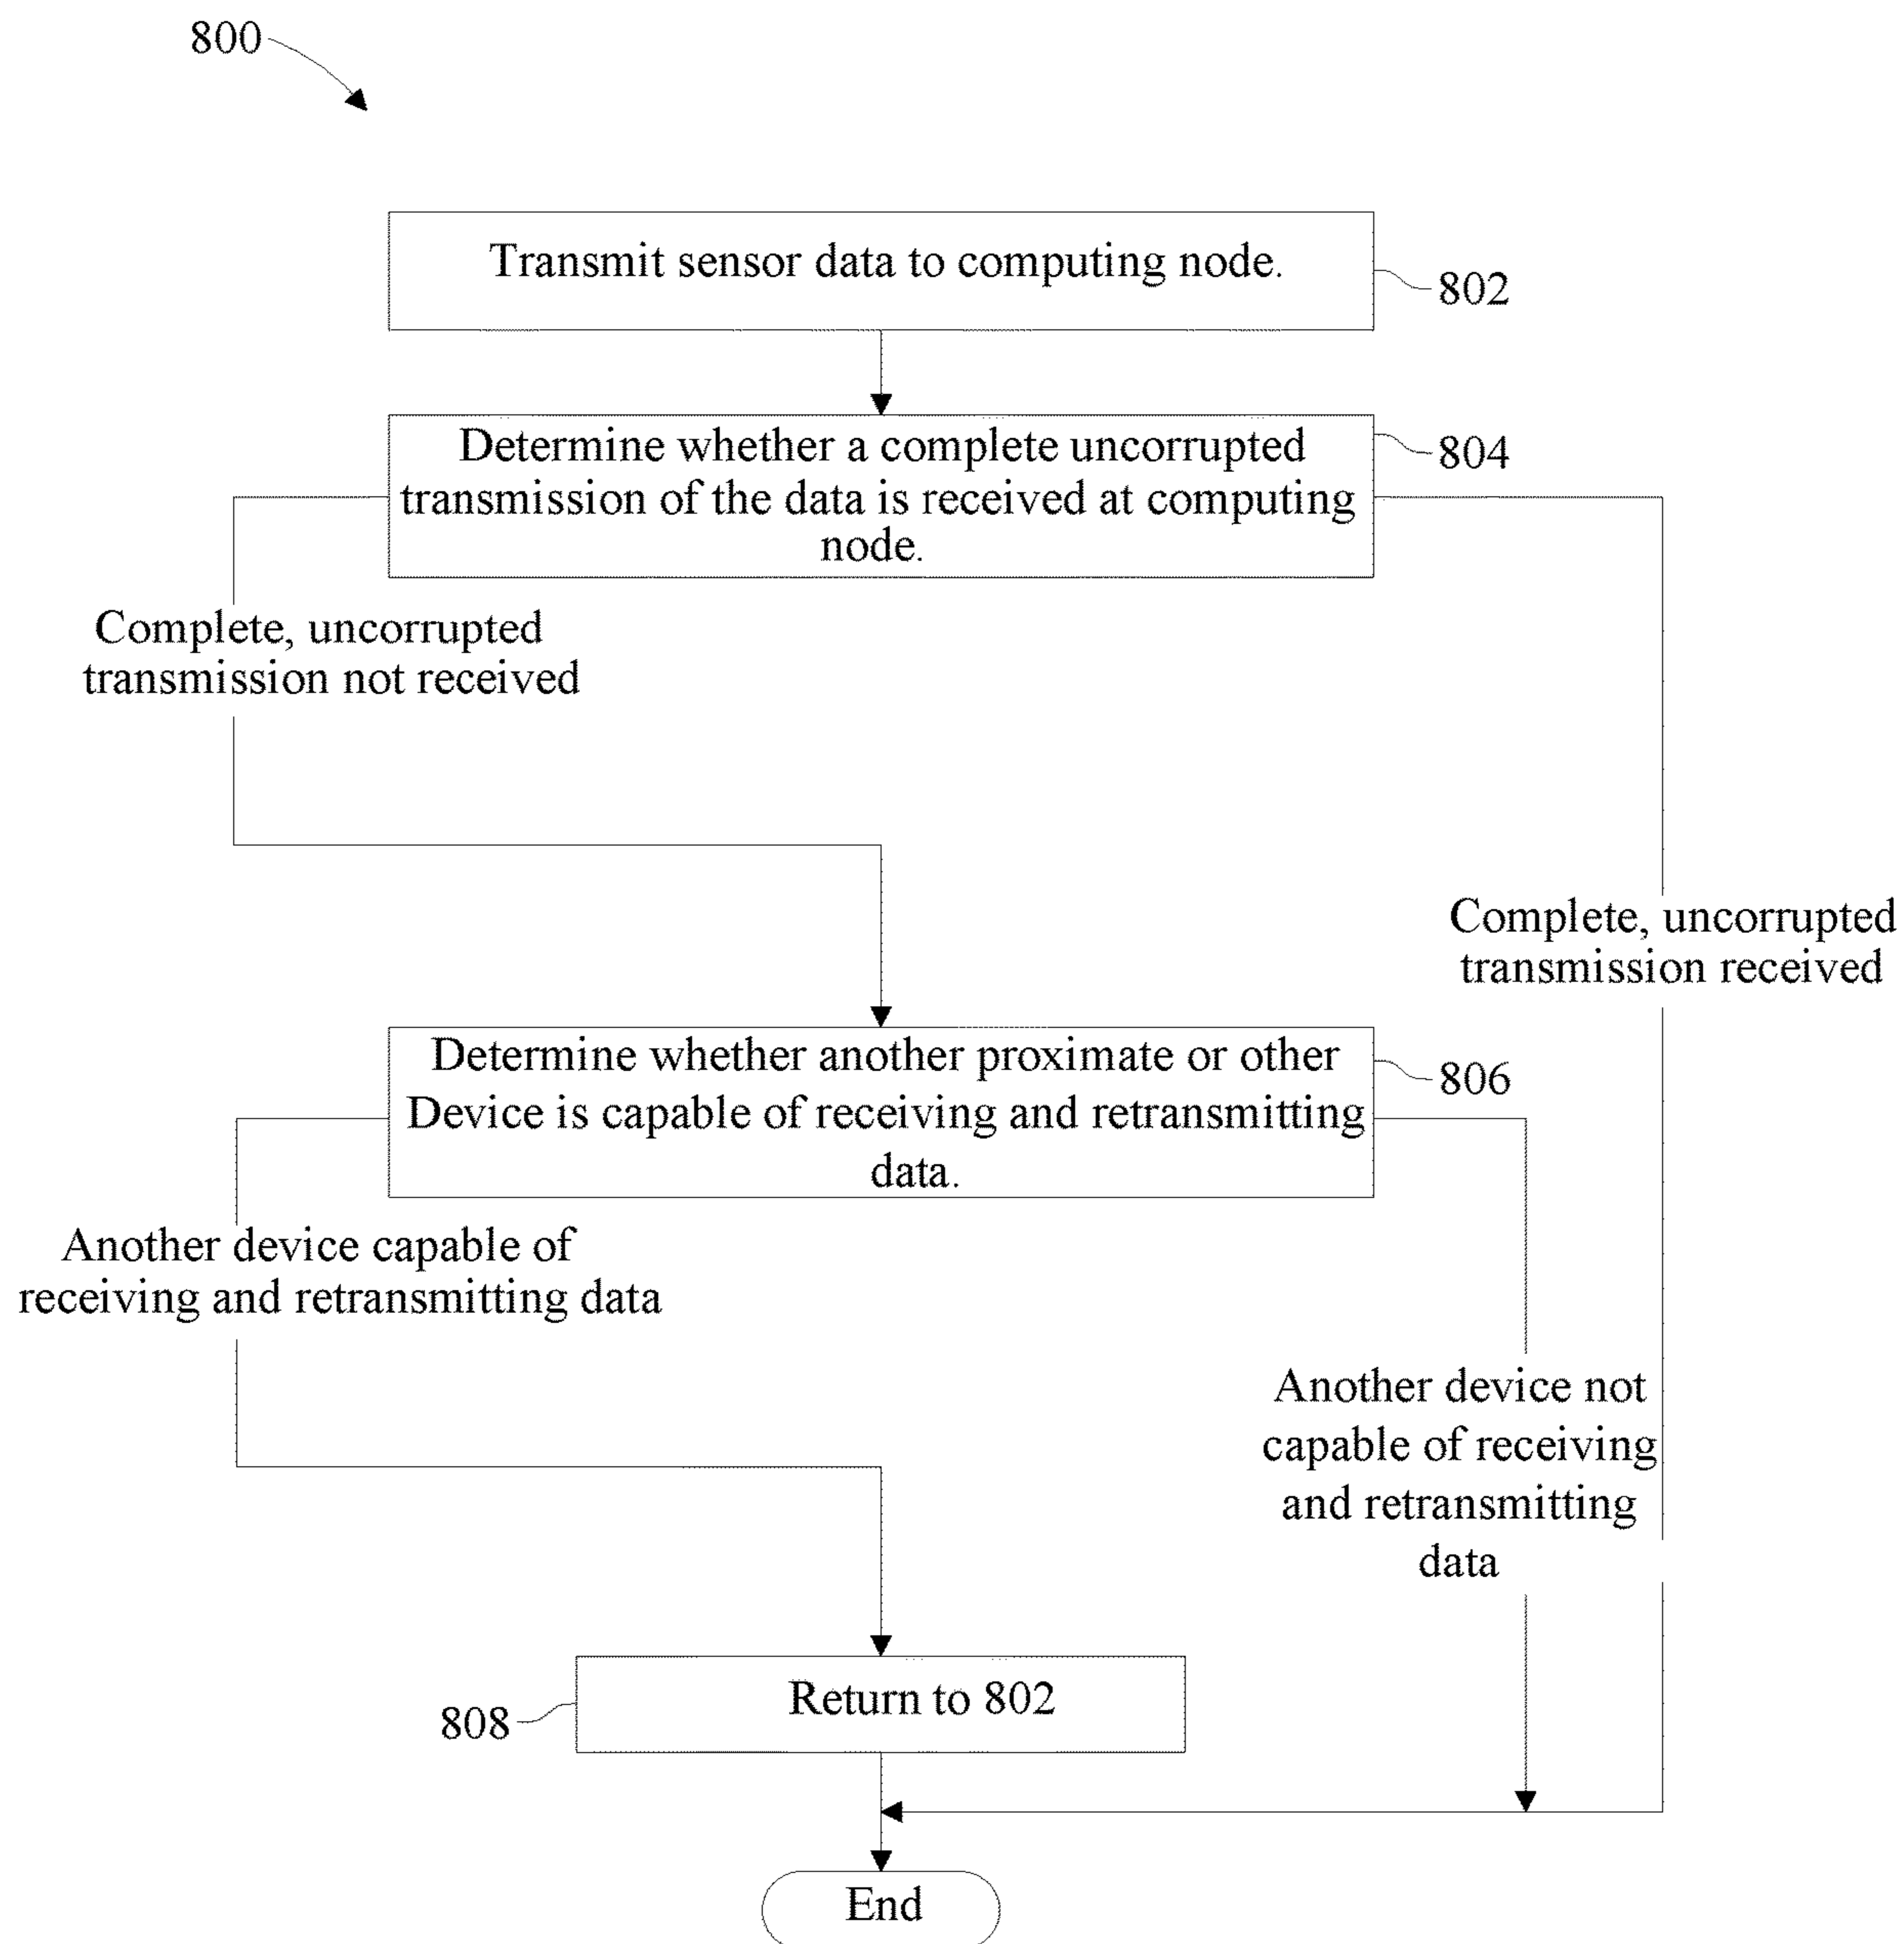 800
Transmit sensor data to computing node.
802
Determine whether a complete uncorrupted
transmission of the data is received at computing
node.
804
Complete, uncorrupted
transmission not received
Complete, uncorrupted
transmission received
Determine whether another proximate or other
Device is capable of receiving and retransmitting
data.
806
Another device capable of
receiving and retransmitting data
Another device not
capable of receiving
and retransmitting
data
Return to 802
808
End